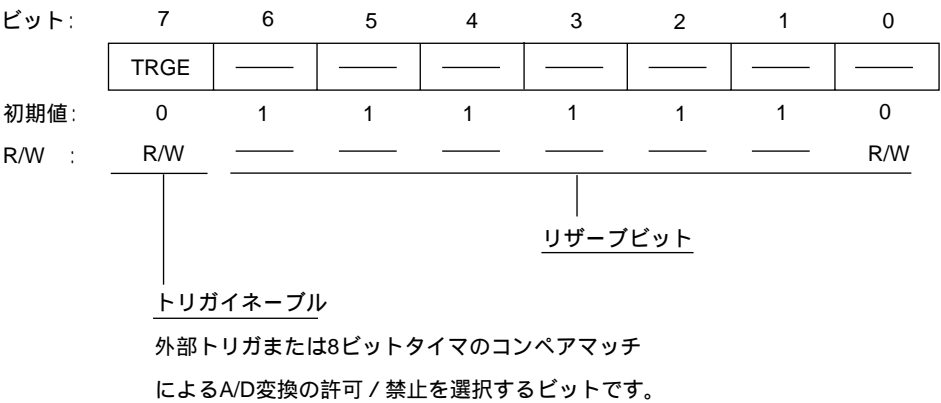 ビット: 7 6 5 4 3 2 1 0
TRGE ― ― ― ― ― ― ―
初期値: 0 1 1 1 1 1 1 0
R/W : R/W ― ― ― ― ― ― R/W
リザーブビット
トリガイネーブル
外部トリガまたは8ビットタイマのコンペアマッチ
によるA/D変換の許可 / 禁止を選択するビットです。